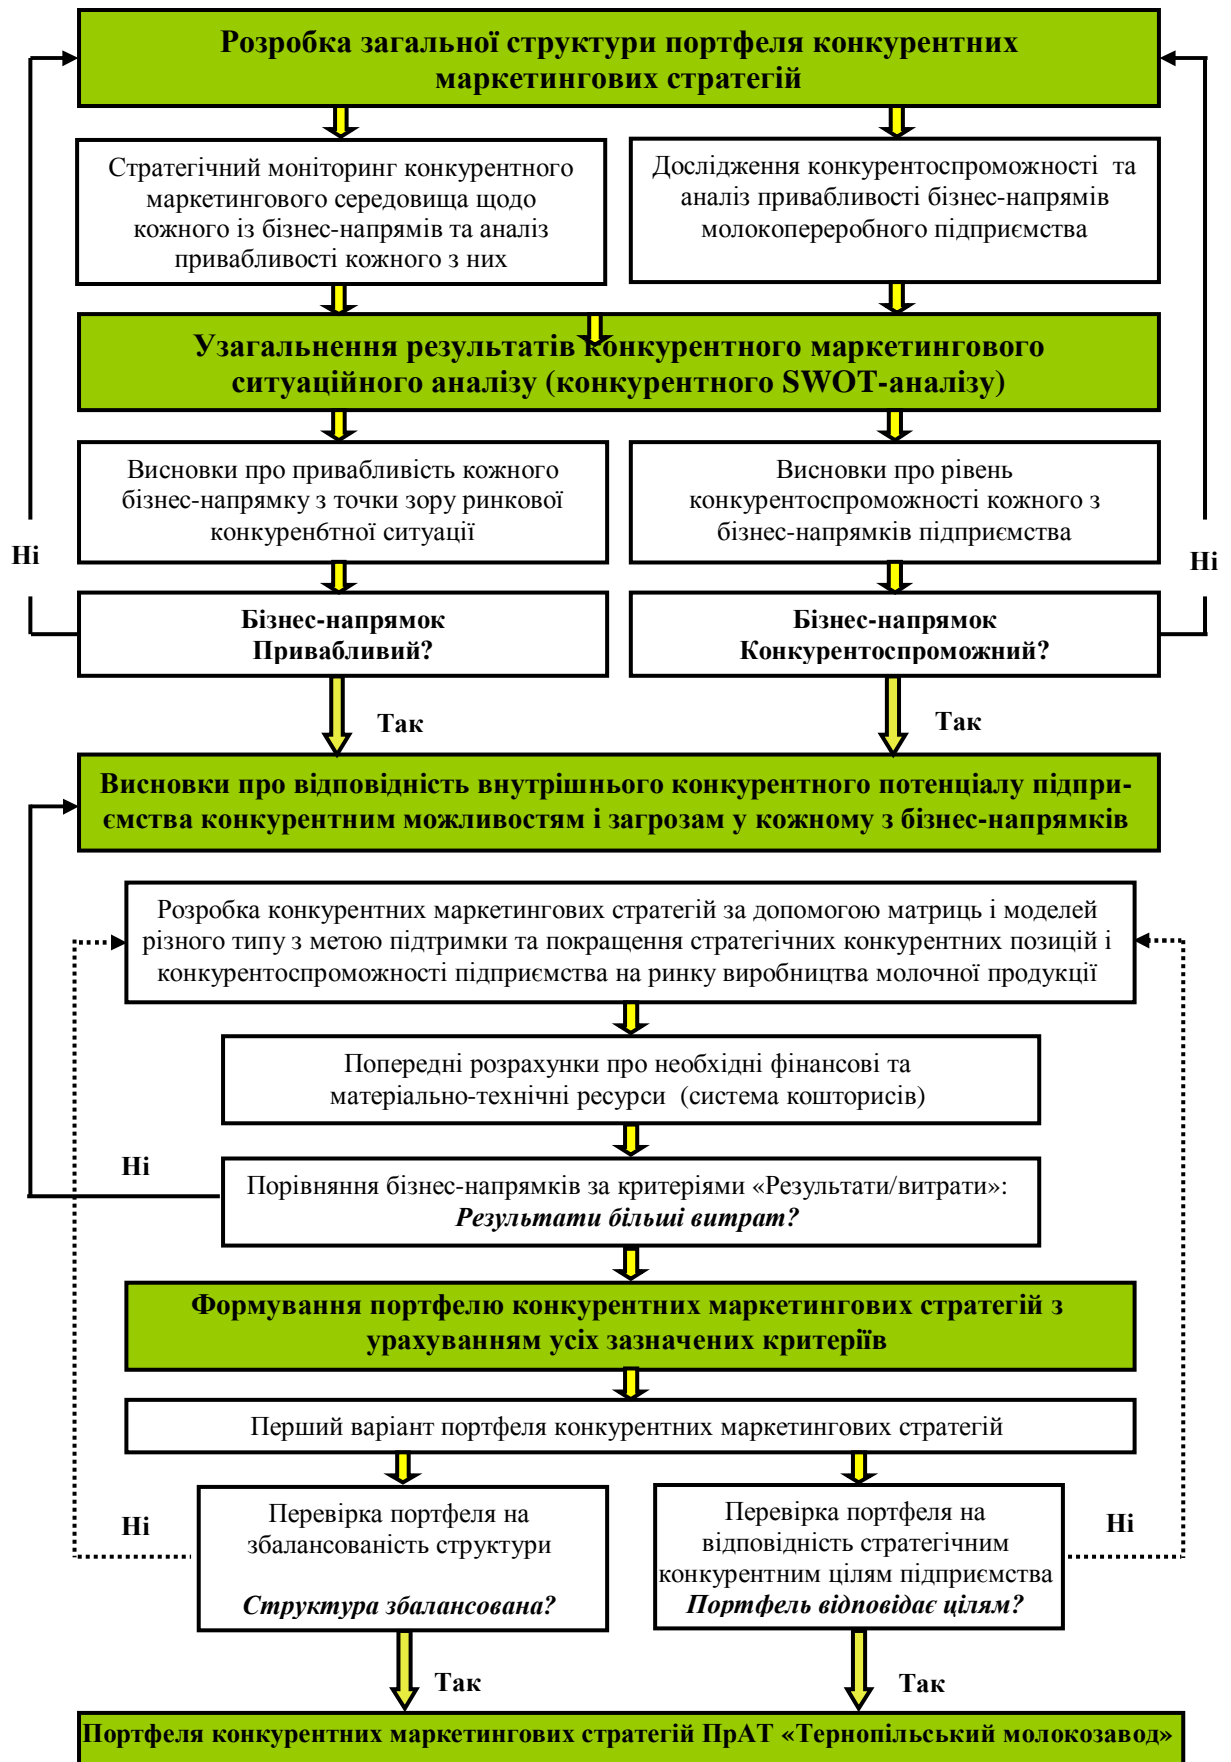 Розробка загальної структури портфеля конкурентних
маркетингових стратегій
Стратегічний моніторинг конкурентного
маркетингового середовища щодо
кожного із бізнес-напрямів та аналіз
привабливості кожного з них
Дослідження конкурентоспроможності та
аналіз привабливості бізнес-напрямів
молокопереробного підприємства
Узагальнення результатів конкурентного маркетингового
ситуаційного аналізу (конкурентного SWOT-аналізу)
Висновки про привабливість кожного
бізнес-напрямку з точки зору ринкової
конкурен6тної ситуації
Висновки про рівень
конкурентоспроможності кожного з
бізнес-напрямків підприємства
Ні
Ні
Бізнес-напрямок
Привабливий?
Бізнес-напрямок
Конкурентоспроможний?
Так
Так
Висновки про відповідність внутрішнього конкурентного потенціалу підпри-
ємства конкурентним можливостям і загрозам у кожному з бізнес-напрямків
Розробка конкурентних маркетингових стратегій за допомогою матриць і моделей
різного типу з метою підтримки та покращення стратегічних конкурентних позицій і
конкурентоспроможності підприємства на ринку виробництва молочної продукції
Попередні розрахунки про необхідні фінансові та
матеріально-технічні ресурси (система кошторисів)
Ні
Порівняння бізнес-напрямків за критеріями «Результати/витрати»:
Результати більші витрат?
Формування портфелю конкурентних маркетингових стратегій з
урахуванням усіх зазначених критеріїв
Перший варіант портфеля конкурентних маркетингових стратегій
Ні
Перевірка портфеля на
збалансованість структури
Структура збалансована?
Перевірка портфеля на
відповідність стратегічним
конкурентним цілям підприємства
Портфель відповідає цілям?
Ні
Так
Так
Портфеля конкурентних маркетингових стратегій ПрАТ «Тернопільський молокозавод»